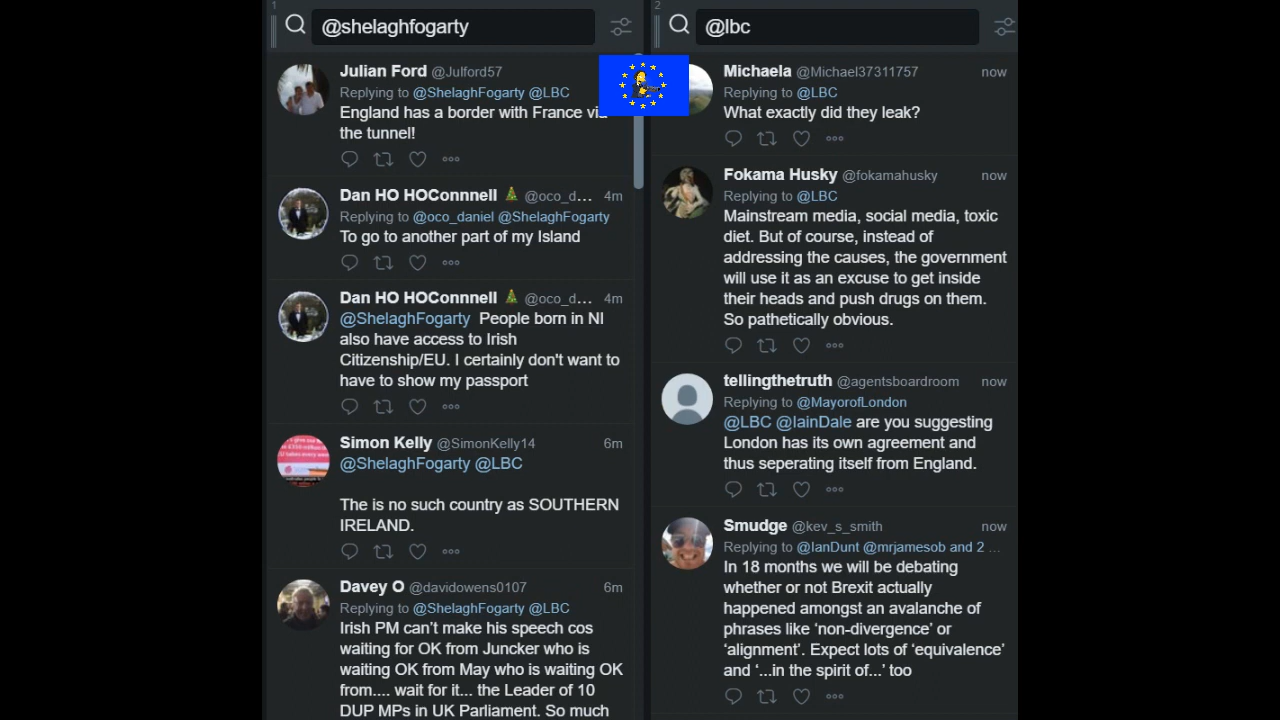 1
@shelaghfogarty
Julian Ford @Julford57
Replying to @ShelaghFogarty @LBC
England has a border with France via
the tunnel!
Dan HO HOConnnell @oco_d... 4m
Replying to @oco_daniel @ShelaghFogarty
To go to another part of my Island
Dan HO HOConnnell @oco_d... 4m
@ShelaghFogarty People born in NI
also have access to Irish
Citizenship/EU. I certainly don't want to
have to show my passport
Simon Kelly @SimonKelly14 6m
@ShelaghFogarty @LBC
The is no such country as SOUTHERN
IRELAND.
Davey O @davidowens0107 6m
Replying to @ShelaghFogarty @LBC
Irish PM can't make his speech cos
waiting for OK from Juncker who is
waiting OK from May who is waiting OK
from.... wait for it... the Leader of 10
DUP MPs in UK Parliament. So much
2
@lbc
Michaela @Michael37311757 now
Replying to @LBC
What exactly did they leak?
Fokama Husky @fokamahusky now
Replying to @LBC
Mainstream media, social media, toxic
diet. But of course, instead of
addressing the causes, the government
will use it as an excuse to get inside
their heads and push drugs on them.
So pathetically obvious.
tellingthetruth @agentsboardroom now
Replying to @MayorofLondon
@LBC @IainDale are you suggesting
London has its own agreement and
thus seperating itself from England.
Smudge @kev_s_smith now
Replying to @IanDunt @mrjamesob and 2 ...
In 18 months we will be debating
whether or not Brexit actually
happened amongst an avalanche of
phrases like ‘non-divergence’ or
‘alignment’. Expect lots of ‘equivalence’
and ‘...in the spirit of...’ too